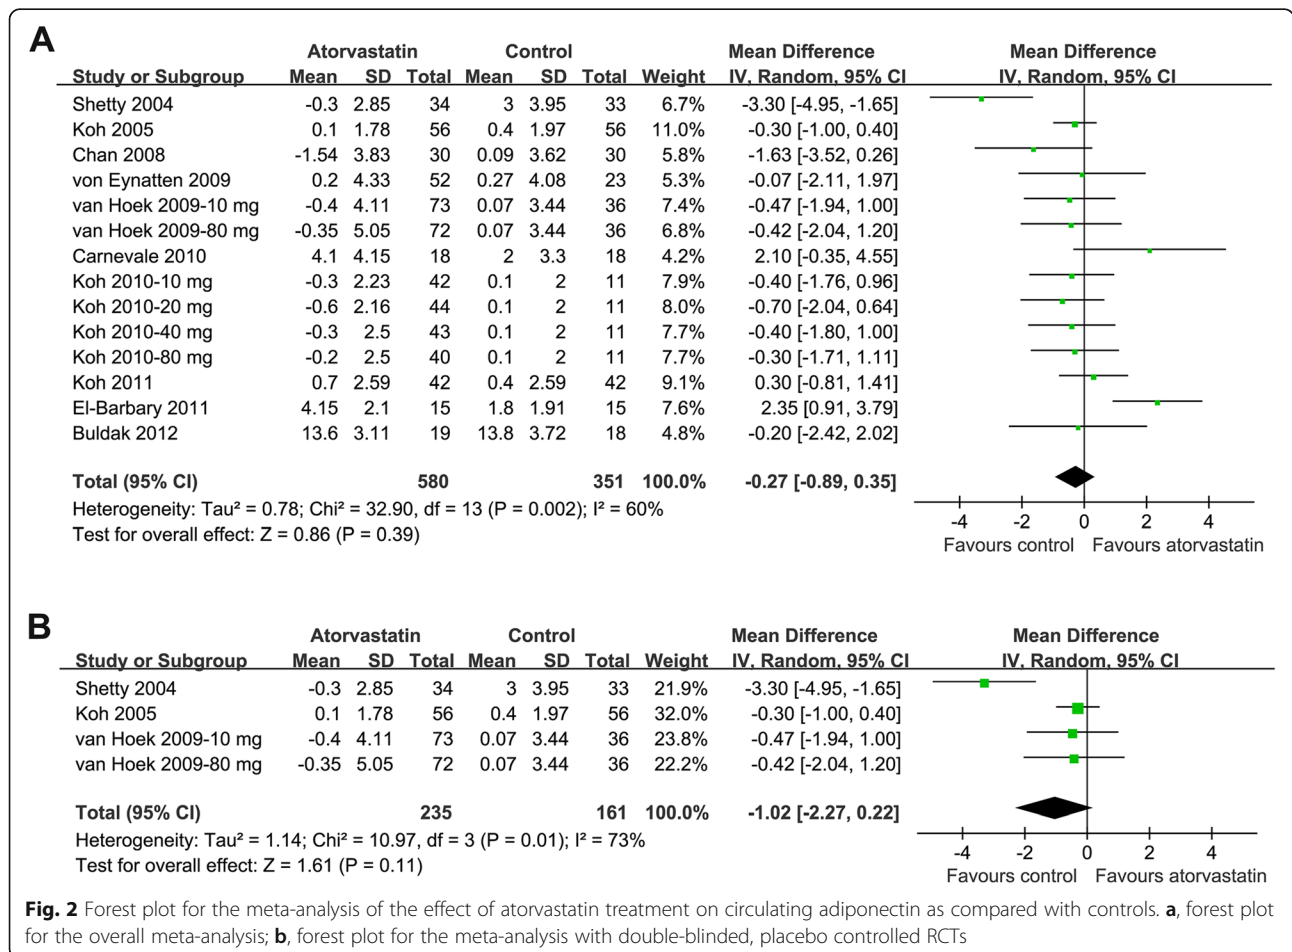 A
Atorvastatin Control Mean Difference Mean Difference
Study or Subgroup Mean SD Total Mean SD Total Weight IV, Random, 95% CI IV, Random, 95% CI
Shetty 2004 -0.3 2.85 34 3 3.95 33 6.7% -3.30 [-4.95, -1.65]
Koh 2005 0.1 1.78 56 0.4 1.97 56 11.0% -0.30 [-1.00, 0.40]
Chan 2008 -1.54 3.83 30 0.09 3.62 30 5.8% -1.63 [-3.52, 0.26]
von Eynatten 2009 0.2 4.33 52 0.27 4.08 23 5.3% -0.07 [-2.11, 1.97]
van Hoek 2009-10 mg -0.4 4.11 73 0.07 3.44 36 7.4% -0.47 [-1.94, 1.00]
van Hoek 2009-80 mg -0.35 5.05 72 0.07 3.44 36 6.8% -0.42 [-2.04, 1.20]
Carnevale 2010 4.1 4.15 18 2 3.3 18 4.2% 2.10 [-0.35, 4.55]
Koh 2010-10 mg -0.3 2.23 42 0.1 2 11 7.9% -0.40 [-1.76, 0.96]
Koh 2010-20 mg -0.6 2.16 44 0.1 2 11 8.0% -0.70 [-2.04, 0.64]
Koh 2010-40 mg -0.3 2.5 43 0.1 2 11 7.7% -0.40 [-1.80, 1.00]
Koh 2010-80 mg -0.2 2.5 40 0.1 2 11 7.7% -0.30 [-1.71, 1.11]
Koh 2011 0.7 2.59 42 0.4 2.59 42 9.1% 0.30 [-0.81, 1.41]
El-Barbary 2011 4.15 2.1 15 1.8 1.91 15 7.6% 2.35 [0.91, 3.79]
Buldak 2012 13.6 3.11 19 13.8 3.72 18 4.8% -0.20 [-2.42, 2.02]
Total (95% CI) 580 351 100.0% -0.27 [-0.89, 0.35]
Heterogeneity: Tau² = 0.78; Chi² = 32.90, df = 13 (P = 0.002); I² = 60%
Test for overall effect: Z = 0.86 (P = 0.39)
-4 -2 0 2 4
Favours control Favours atorvastatin
B
Atorvastatin Control Mean Difference Mean Difference
Study or Subgroup Mean SD Total Mean SD Total Weight IV, Random, 95% CI IV, Random, 95% CI
Shetty 2004 -0.3 2.85 34 3 3.95 33 21.9% -3.30 [-4.95, -1.65]
Koh 2005 0.1 1.78 56 0.4 1.97 56 32.0% -0.30 [-1.00, 0.40]
van Hoek 2009-10 mg -0.4 4.11 73 0.07 3.44 36 23.8% -0.47 [-1.94, 1.00]
van Hoek 2009-80 mg -0.35 5.05 72 0.07 3.44 36 22.2% -0.42 [-2.04, 1.20]
Total (95% CI) 235 161 100.0% -1.02 [-2.27, 0.22]
Heterogeneity: Tau² = 1.14; Chi² = 10.97, df = 3 (P = 0.01); I² = 73%
Test for overall effect: Z = 1.61 (P = 0.11)
-4 -2 0 2 4
Favours control Favours atorvastatin
Fig. 2 Forest plot for the meta-analysis of the effect of atorvastatin treatment on circulating adiponectin as compared with controls. a, forest plot
for the overall meta-analysis; b, forest plot for the meta-analysis with double-blinded, placebo controlled RCTs